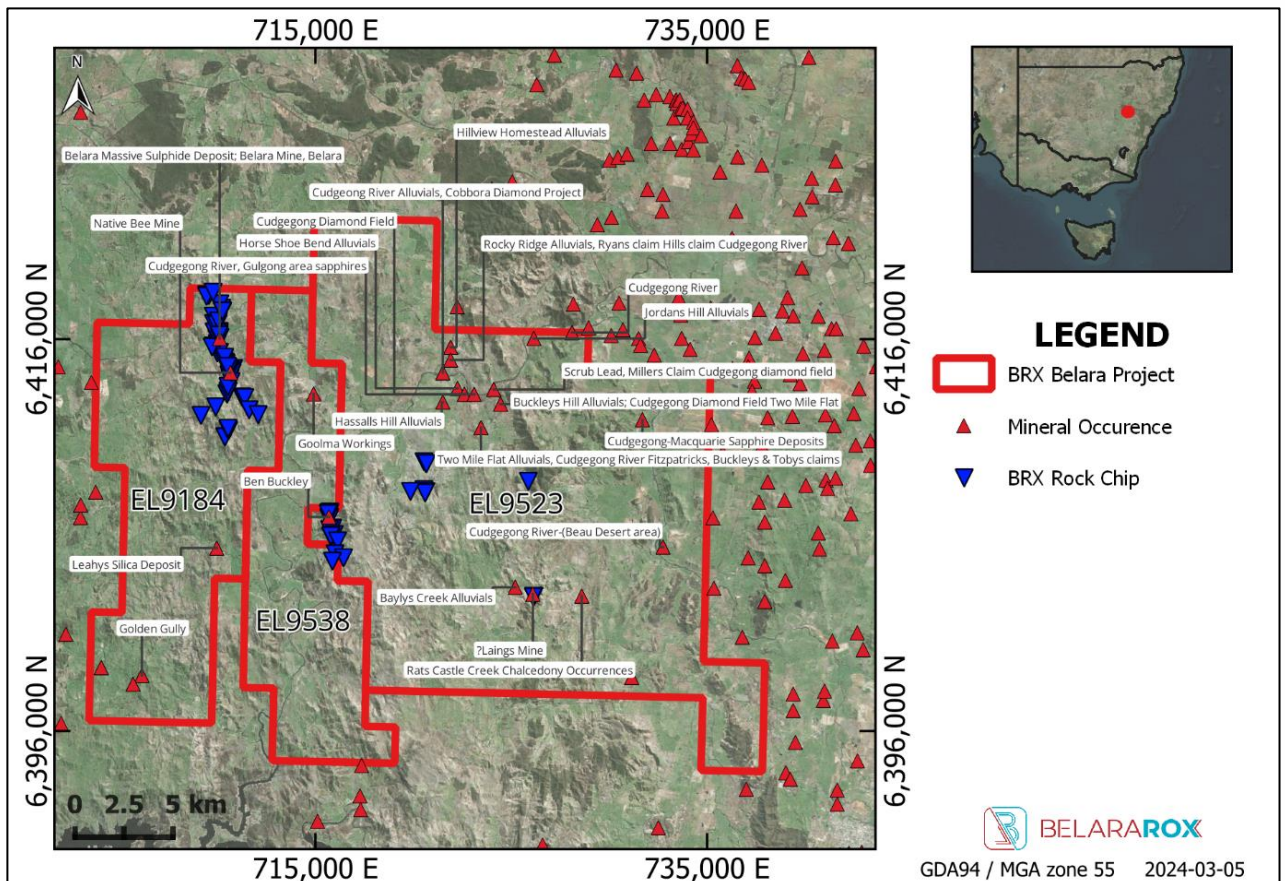 715,000 E
735,000 E
N
Hillview Homestead Alluvials
Belara Massive Sulphide Deposit; Belara Mine, Belara
Cudgeong River Alluvials, Cobbora Diamond Project
Native Bee Mine
Cudgegong Diamond Field
Horse Shoe Bend Alluvials
Rocky Ridge Alluvials, Ryans claim Hills claim Cudgegong River
Cudgegong River, Gulgong area sapphires
Cudgegong River
Jordans Hill Alluvials
6,416,000 N
6,416,000 N
Scrub Lead, Millers Claim Cudgegong diamond field
Buckleys Hill Alluvials; Cudgegong Diamond Field Two Mile Flat
Hassalls Hill Alluvials
Goolma Workings
Cudgegong-Macquarie Sapphire Deposits
Two Mile Flat Alluvials, Cudgegong River Fitzpatricks, Buckleys & Tobys claims
Ben Buckley
EL9184
EL9523
Cudgegong River-(Beau Desert area)
Leahys Silica Deposit
Baylys Creek Alluvials
EL9538
Golden Gully
?Laings Mine
Rats Castle Creek Chalcedony Occurrences
6,396,000 N
6,396,000 N
0 2.5 5 km
715,000 E
735,000 E
LEGEND
BRX Belara Project
Mineral Occurence
BRX Rock Chip
BELARAROX
GDA94 / MGA zone 55 2024-03-05